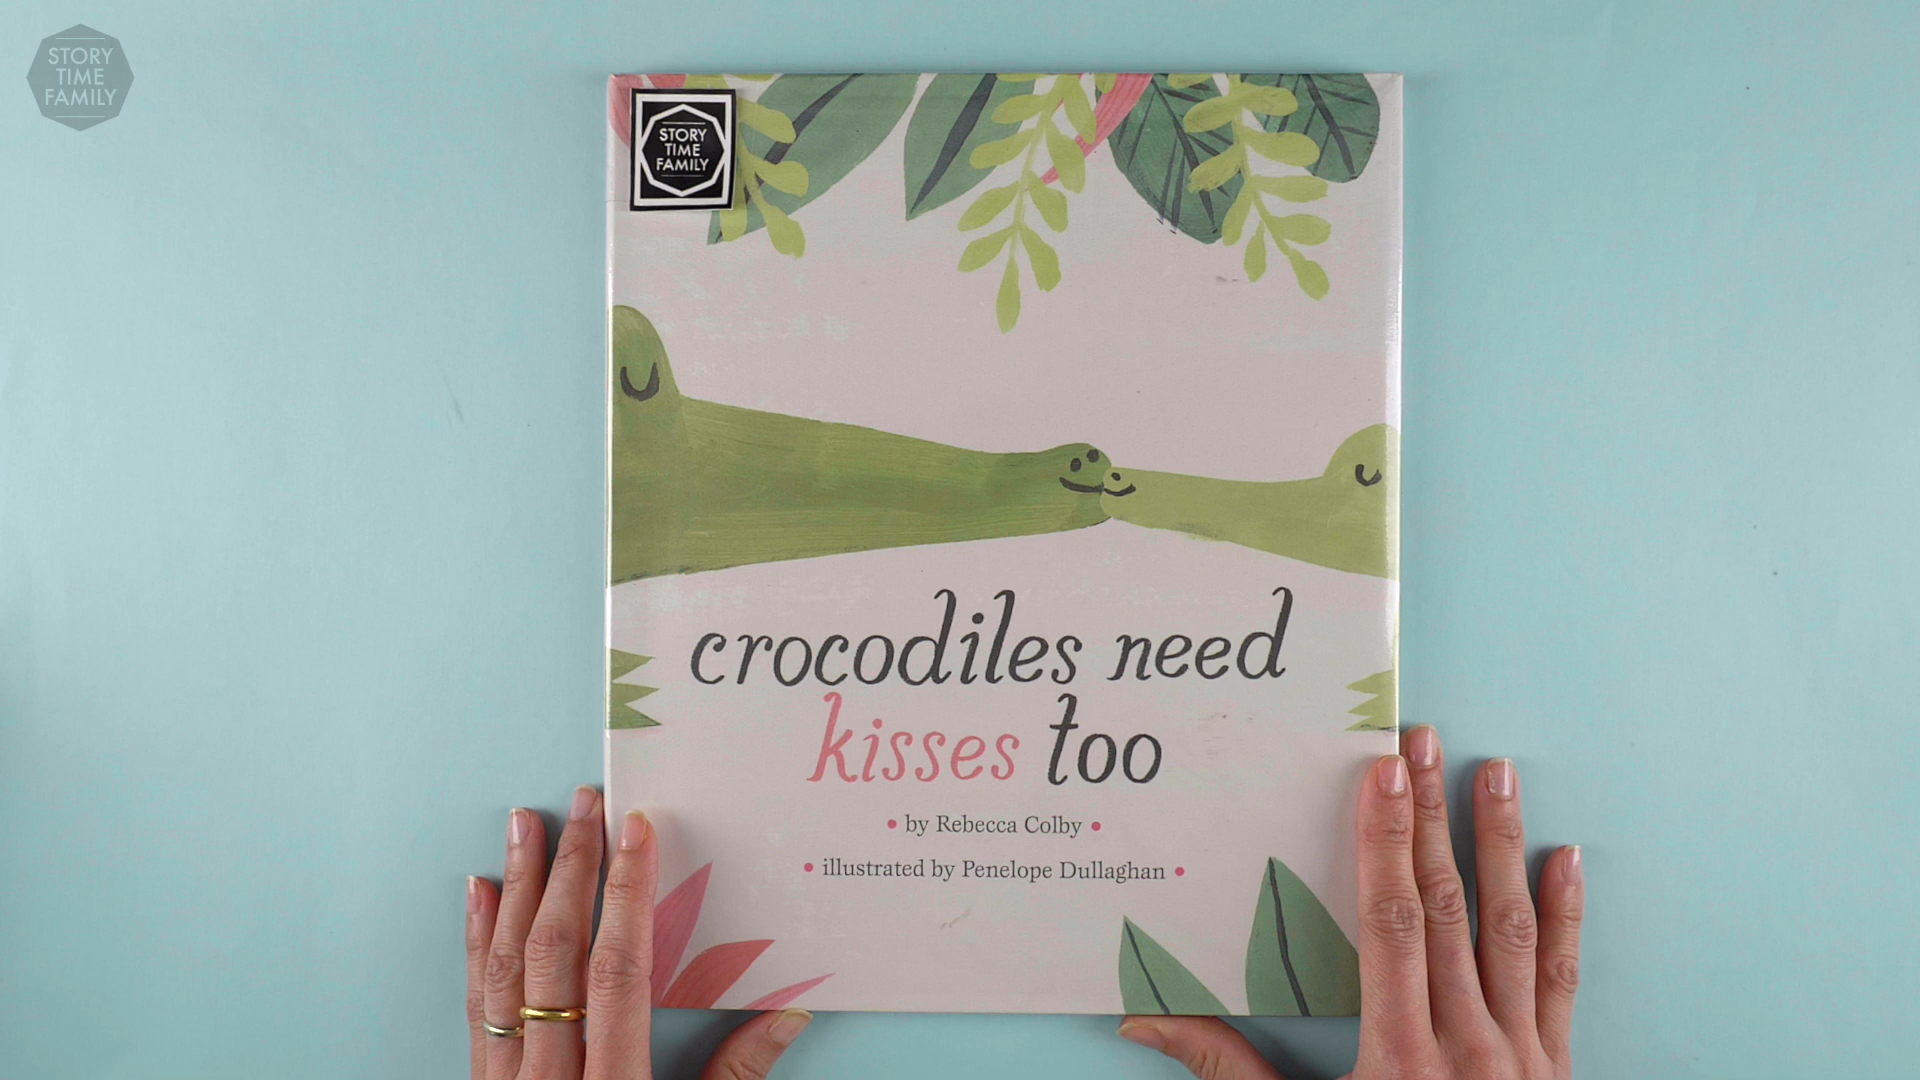 STORY
TIME
FAMILY
STORY
TIME
FAMILY
crocodiles need
kisses too
• by Rebecca Colby •
• illustrated by Penelope Dullaghan •